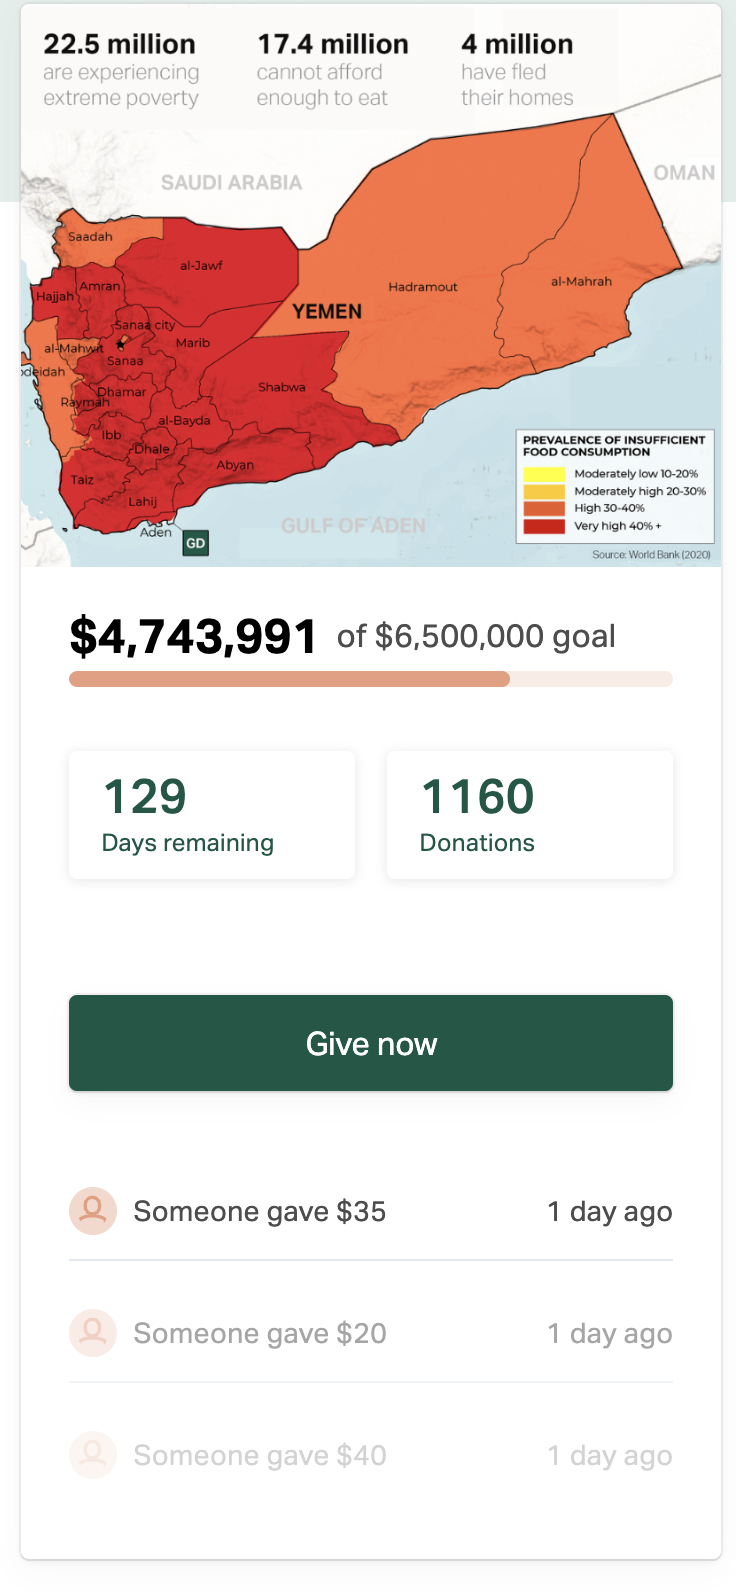 22.5 million
are experiencing
extreme poverty
17.4 million
cannot afford
enough to eat
4 million
have fled
their homes
SAUDI ARABIA
OMAN
Saadah
al-Jawf
Amran
Hajjah
Hadramout
al-Mahrah
YEMEN
Sanaa city
Marib
al-Mahwit
Sanaa
odeidah
Shabwa
Dhamar
Raymah
al-Bayda
Ibb
Dhale
Abyan
Taiz
Lahij
Aden
GD
GULF OF ADEN
PREVALENCE OF INSUFFICIENT
FOOD CONSUMPTION
Moderately low 10-20%
Moderately high 20-30%
High 30-40%
Very high 40% +
Source: World Bank (2020)
$4,743,991 of $6,500,000 goal
129
Days remaining
1160
Donations
Give now
Someone gave $35 1 day ago
Someone gave $20 1 day ago
Someone gave $40 1 day ago